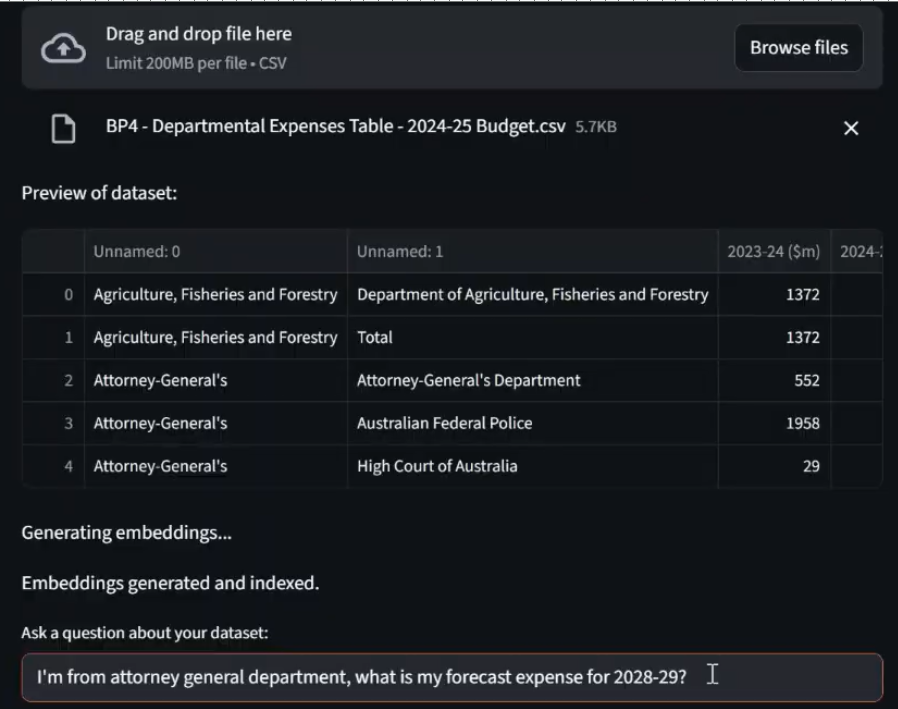 Drag and drop file here
Limit 200MB per file • CSV
Browse files
BP4 - Departmental Expenses Table - 2024-25 Budget.csv 5.7KB
Preview of dataset:
Unnamed: 0 Unnamed: 1 2023-24 ($m) 2024-
0 Agriculture, Fisheries and Forestry Department of Agriculture, Fisheries and Forestry 1372
1 Agriculture, Fisheries and Forestry Total 1372
2 Attorney-General's Attorney-General's Department 552
3 Attorney-General's Australian Federal Police 1958
4 Attorney-General's High Court of Australia 29
Generating embeddings...
Embeddings generated and indexed.
Ask a question about your dataset:
I'm from attorney general department, what is my forecast expense for 2028-29?